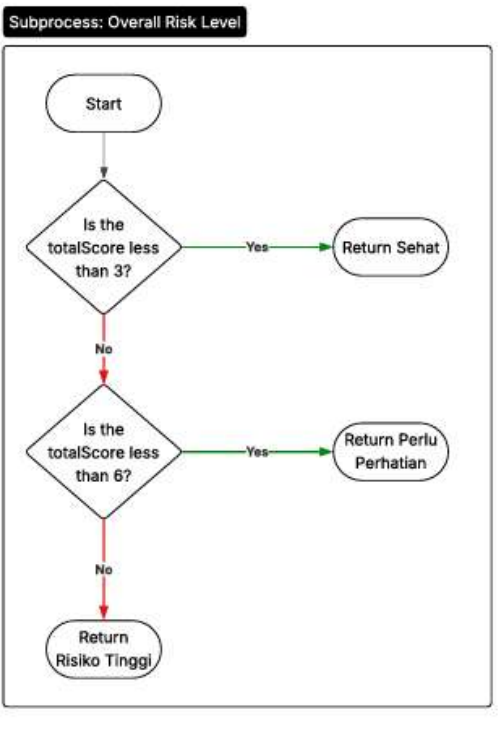 Subprocess: Overall Risk Level
Start
Is the
totalScore less
than 3?
Yes
Return Sehat
No
Is the
totalScore less
than 6?
Yes
Return Perlu
Perhatian
No
Return
Risiko Tinggi